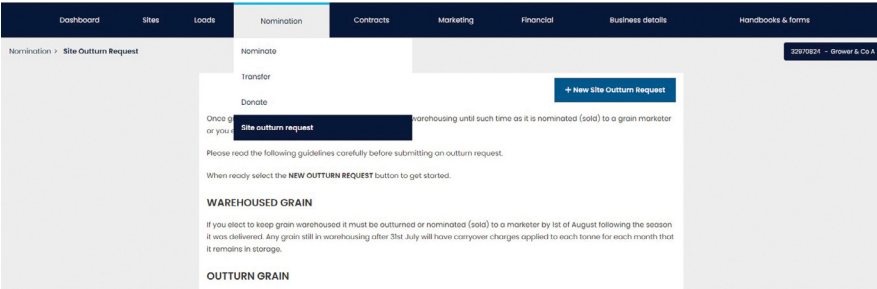 Dashboard Sites Loads Nomination Contracts Marketing Financial Business details Handbooks & forms
Nomination > Site Outturn Request
32970824 - Grower & Co A
Nominate
Transfer
Donate
Site outturn request
+ New Site Outturn Request
Once g warehousing until such time as it is nominated (sold) to a grain marketer
or you e
Please read the following guidelines carefully before submitting an outturn request.
When ready select the NEW OUTTURN REQUEST button to get started.
WAREHOUSED GRAIN
If you elect to keep grain warehoused it must be outturned or nominated (sold) to a marketer by 1st of August following the season
it was delivered. Any grain still in warehousing after 31st July will have carryover charges applied to each tonne for each month that
it remains in storage.
OUTTURN GRAIN